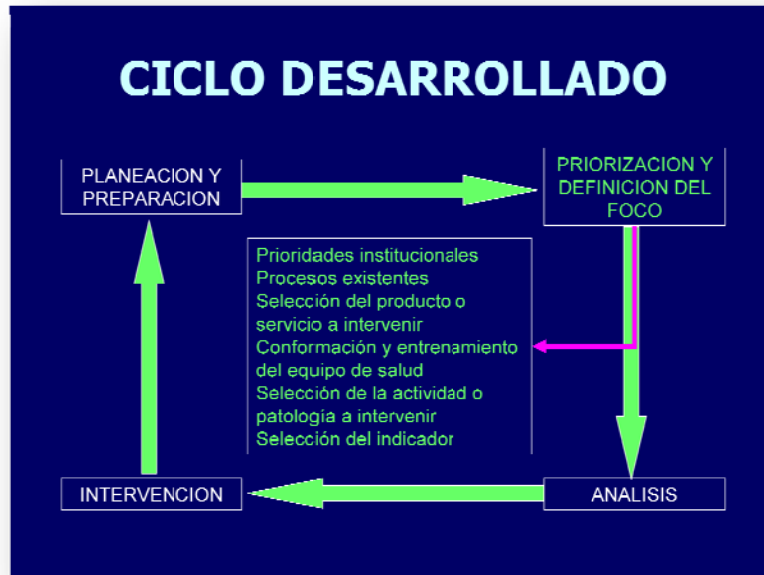 CICLO DESARROLLADO
PLANEACION Y
PREPARACION
PRIORIZACION Y
DEFINICION DEL
FOCO
Prioridades institucionales
Procesos existentes
Selección del producto o
servicio a intervenir
Conformación y entrenamiento
del equipo de salud
Selección de la actividad o
patología a intervenir
Selección del indicador
INTERVENCION
ANALISIS